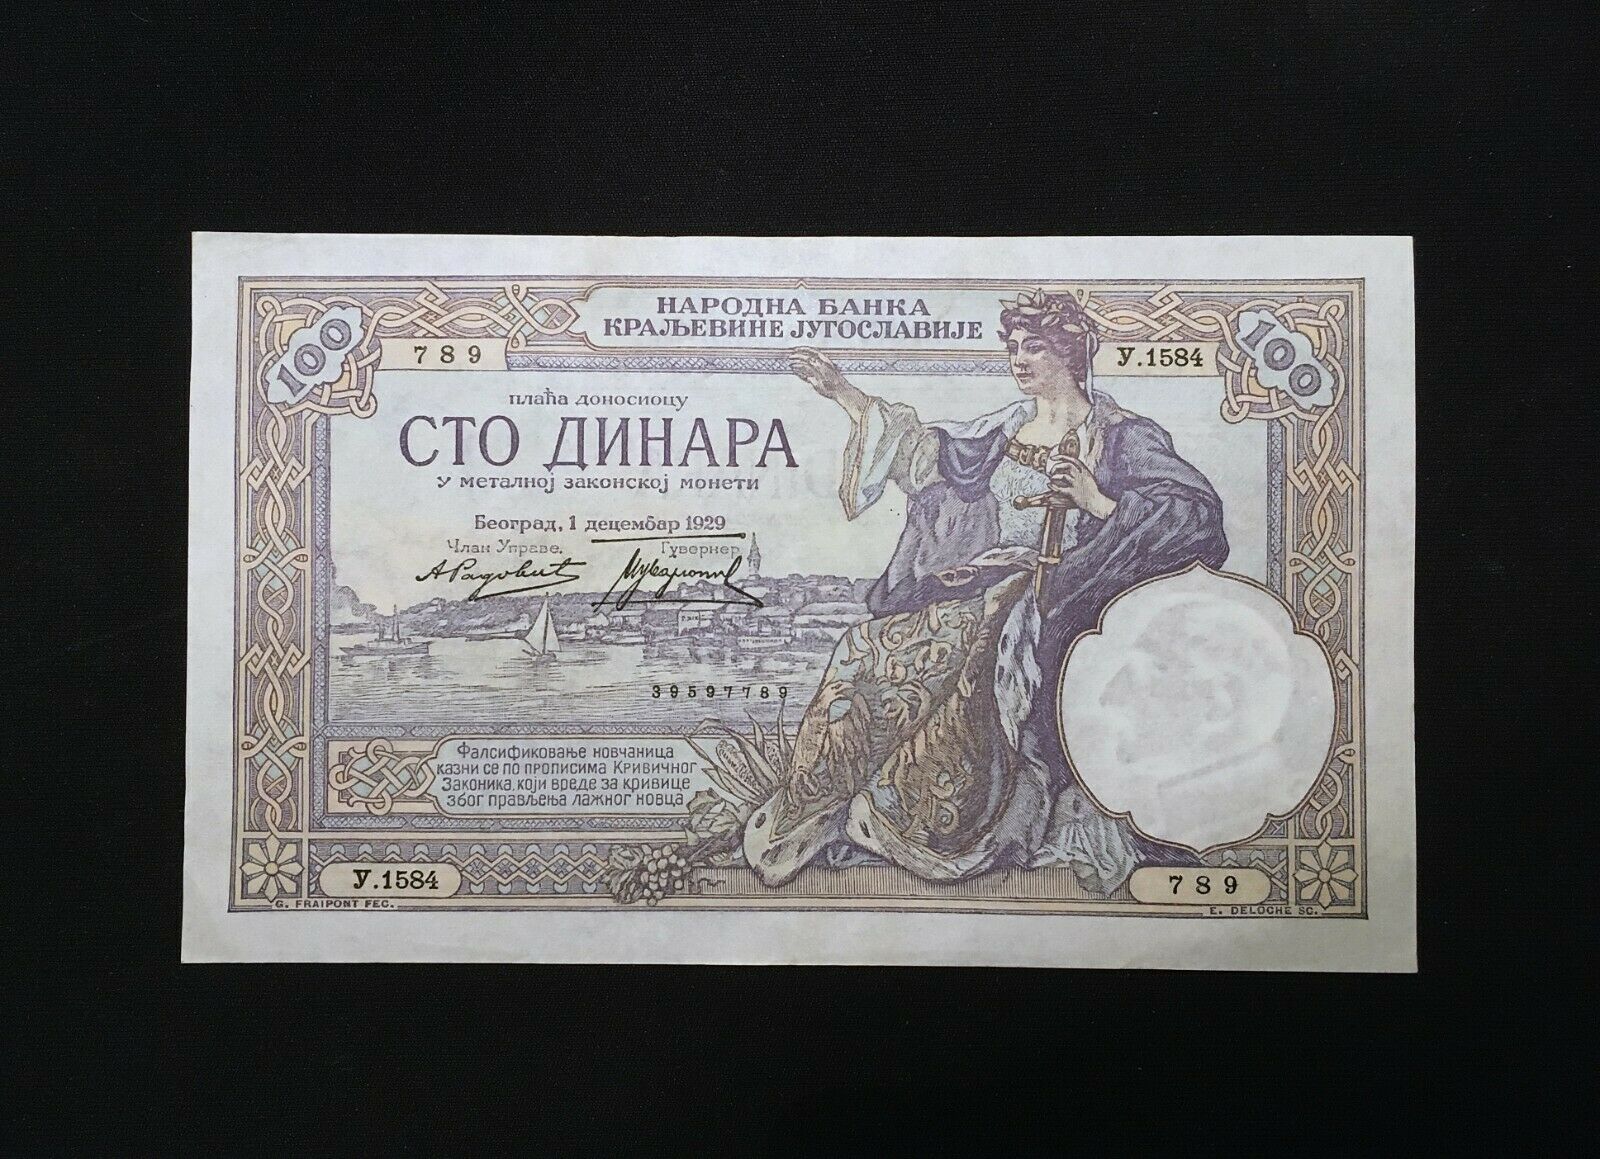 НАРОДНА БАНКА
КРАЉЕВИНЕ ЈУГОСЛАВИЈЕ
100
789
У.1584
100
плаћа доносиоцу
СТО ДИНАРА
у металној законској монети
Београд, 1 децембар 1929
Члан Управе.
Гувернер
А Радовић
39597789
Фалсификовање новчаница
казни се по прописима Кривичног
Законика, који вреде за кривице
због прављења лажног новца
У.1584
789
G. FRAIPONT FEC.
E. DELOCHE SC.